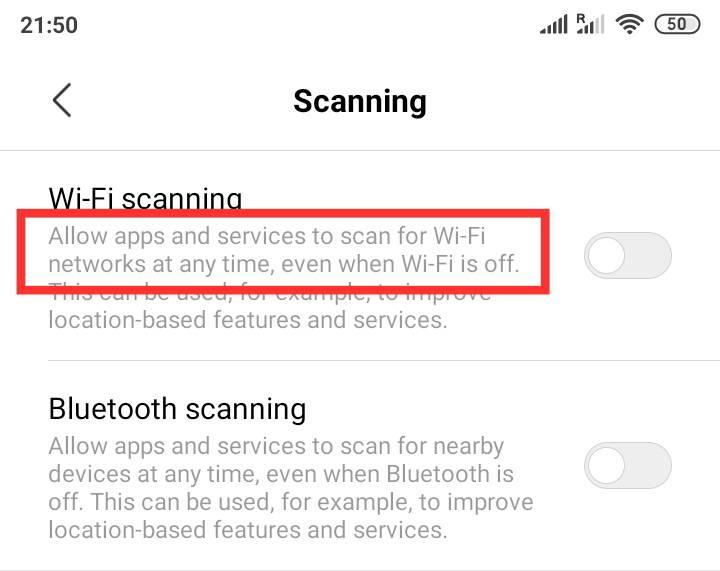 21:50
R
50
Scanning
Wi-Fi scanning
Allow apps and services to scan for Wi-Fi
networks at any time, even when Wi-Fi is off.
This can be used, for example, to improve
location-based features and services.
Bluetooth scanning
Allow apps and services to scan for nearby
devices at any time, even when Bluetooth is
off. This can be used, for example, to improve
location-based features and services.